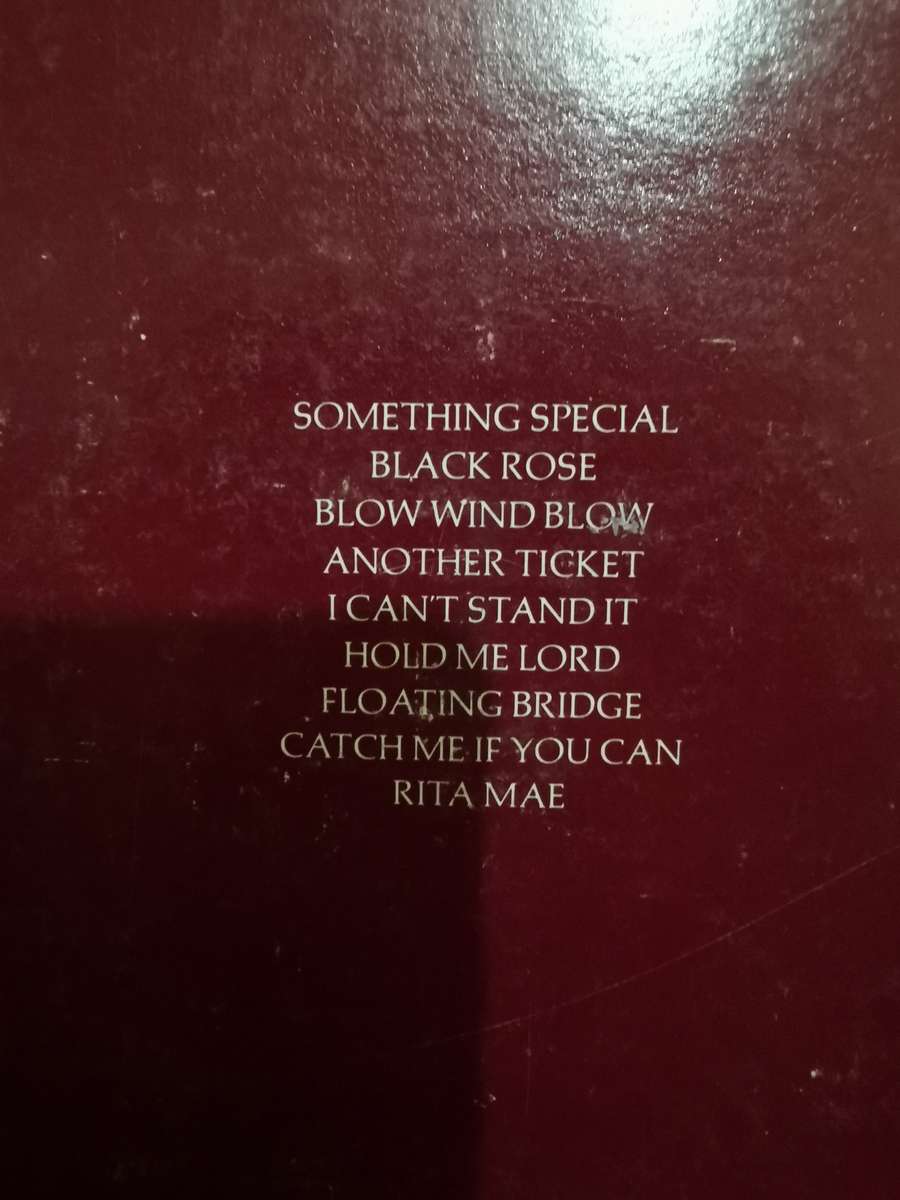 SOMETHING SPECIAL
BLACK ROSE
BLOW WIND BLOW
ANOTHER TICKET
I CAN'T STAND IT
HOLD ME LORD
FLOATING BRIDGE
CATCH ME IF YOU CAN
RITA MAE